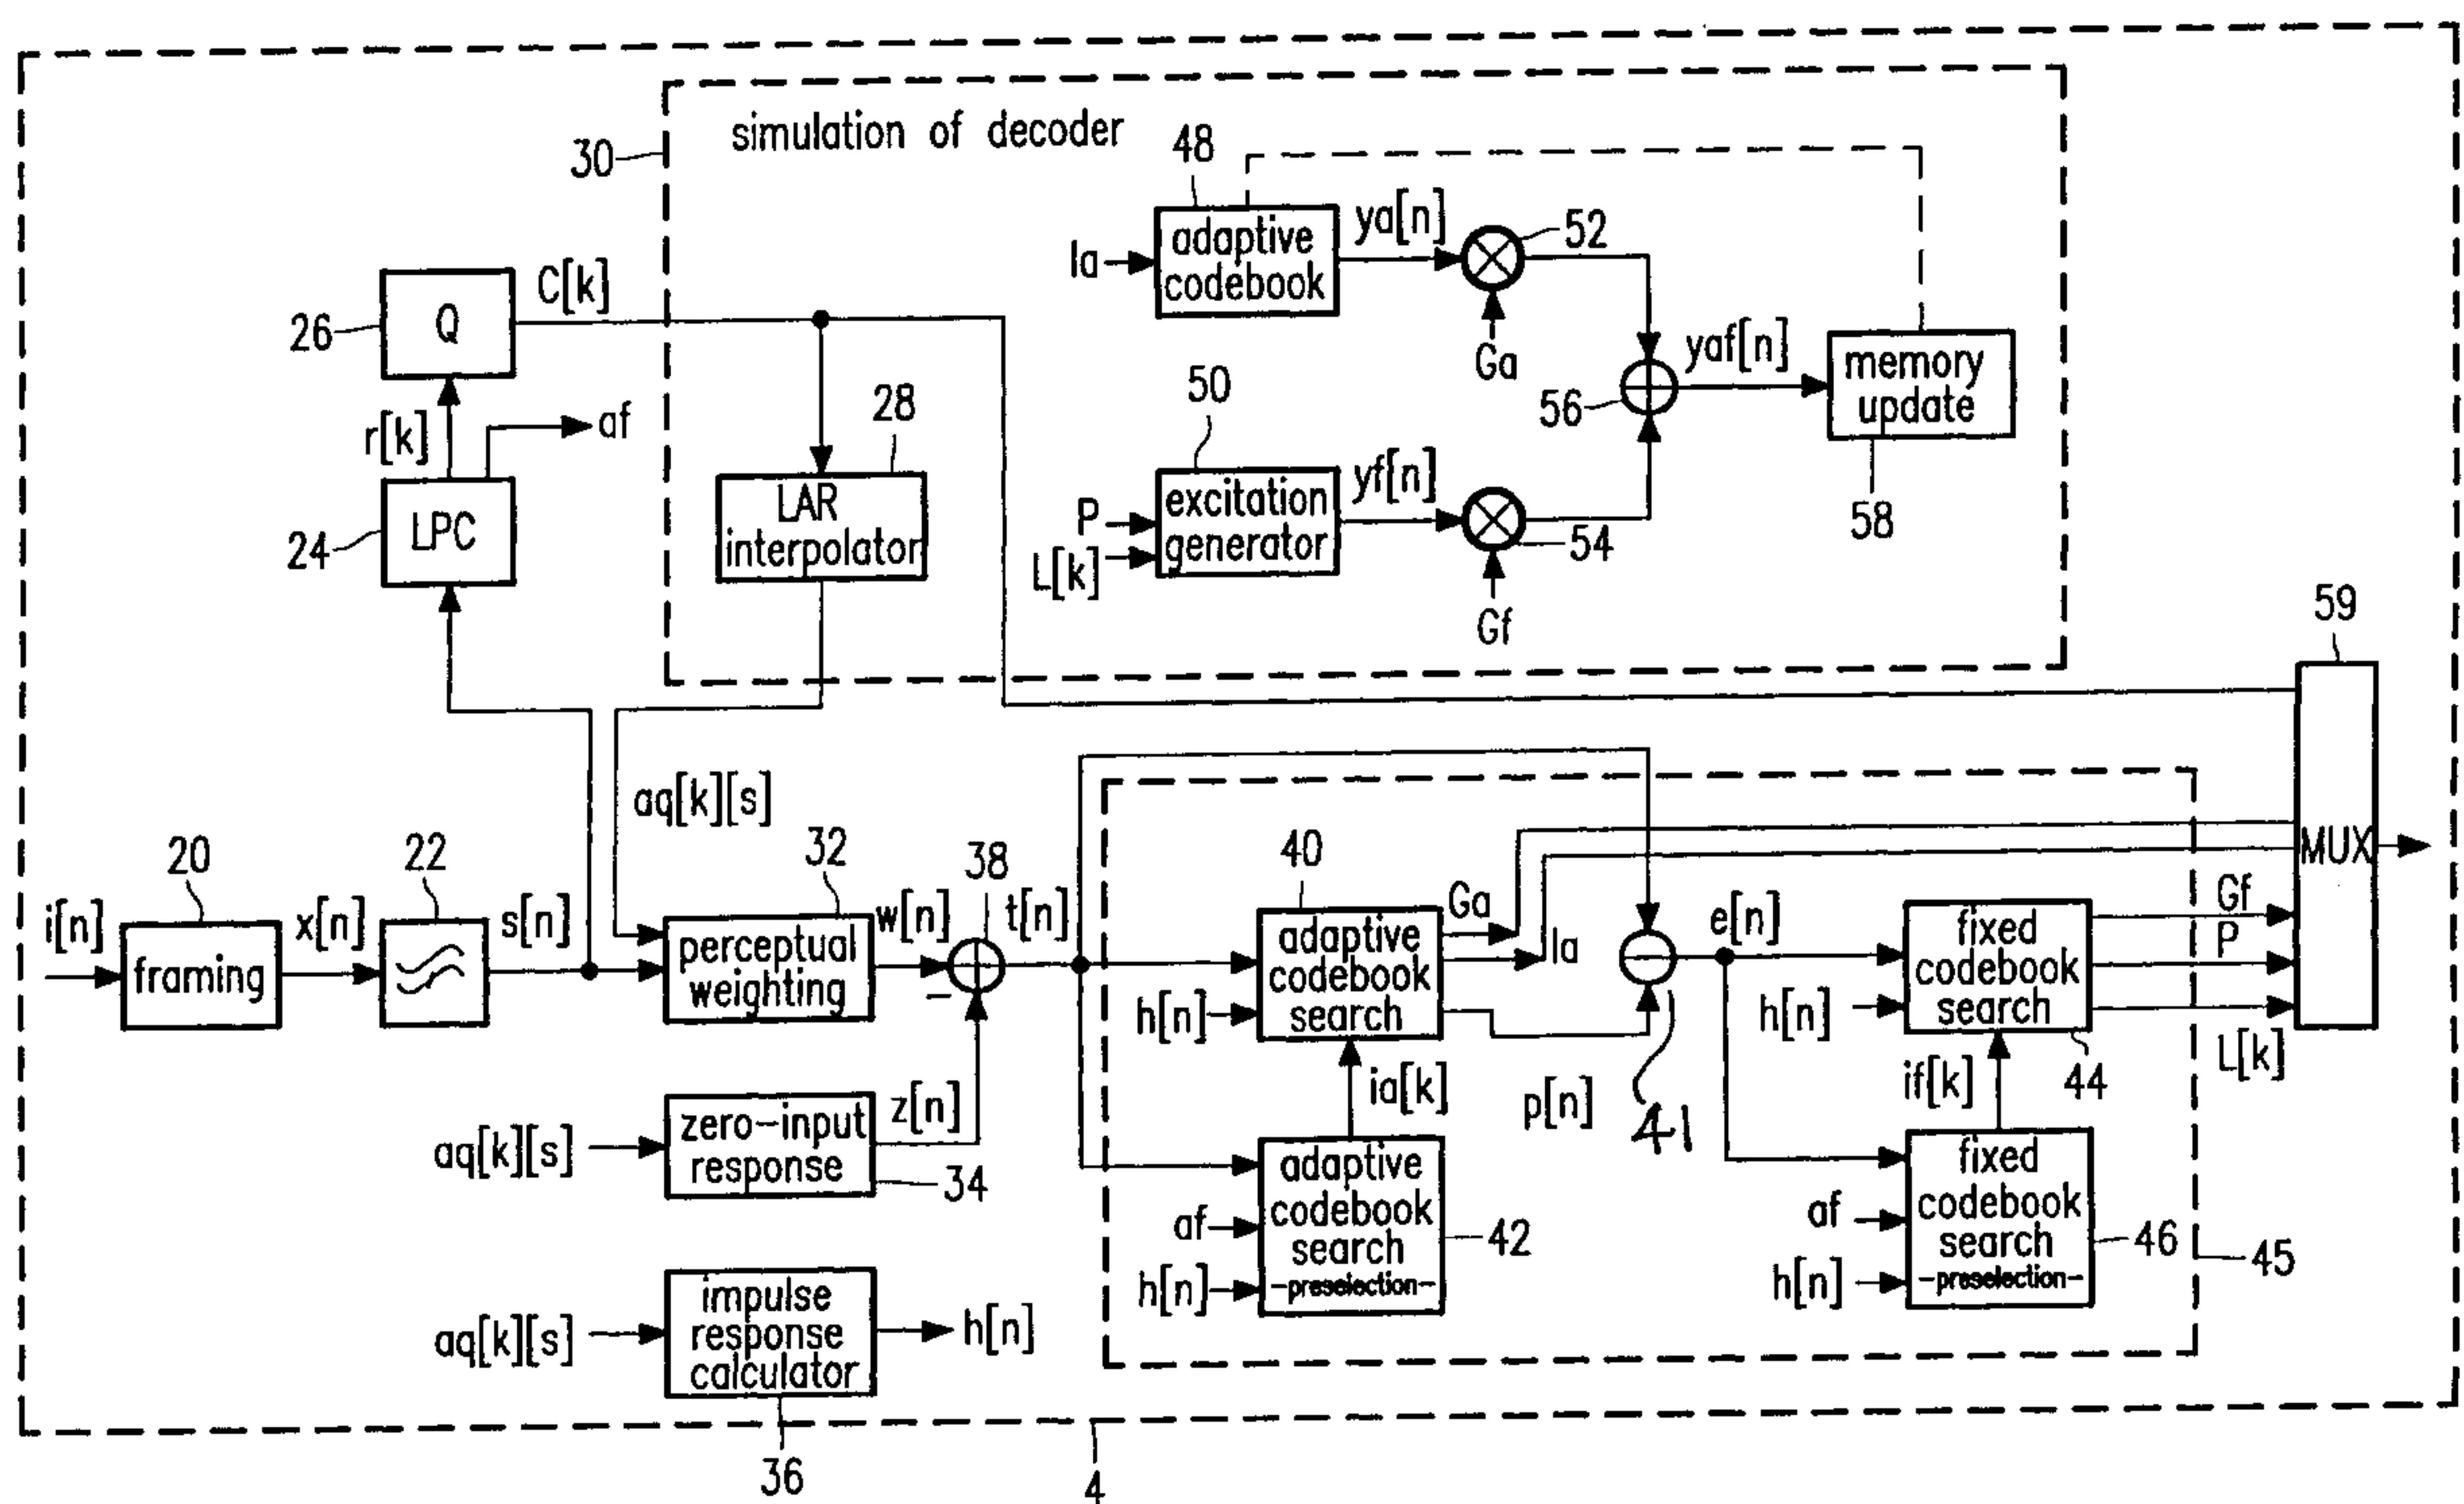 simulation of decoder
30
48
adaptive
codebook
Ia
ya[n]
52
Ga
26
Q
C[k]
r[k]
af
24
LPC
28
LAR
interpolator
50
P
L[k]
excitation
generator
yf[n]
54
Gf
56
yaf[n]
memory
update
58
59
MUX
aq[k][s]
i[n]
20
framing
x[n]
22
s[n]
32
perceptual
weighting
w[n]
38
-
t[n]
40
adaptive
codebook
search
h[n]
Ga
Ia
e[n]
fixed
codebook
search
h[n]
44
Gf
P
L[k]
aq[k][s]
zero-input
response
34
z[n]
ia[k]
p[n]
41
if[k]
af
h[n]
adaptive
codebook
search
-preselection-
42
af
h[n]
fixed
codebook
search
-preselection-
46
45
aq[k][s]
impulse
response
calculator
h[n]
36
4